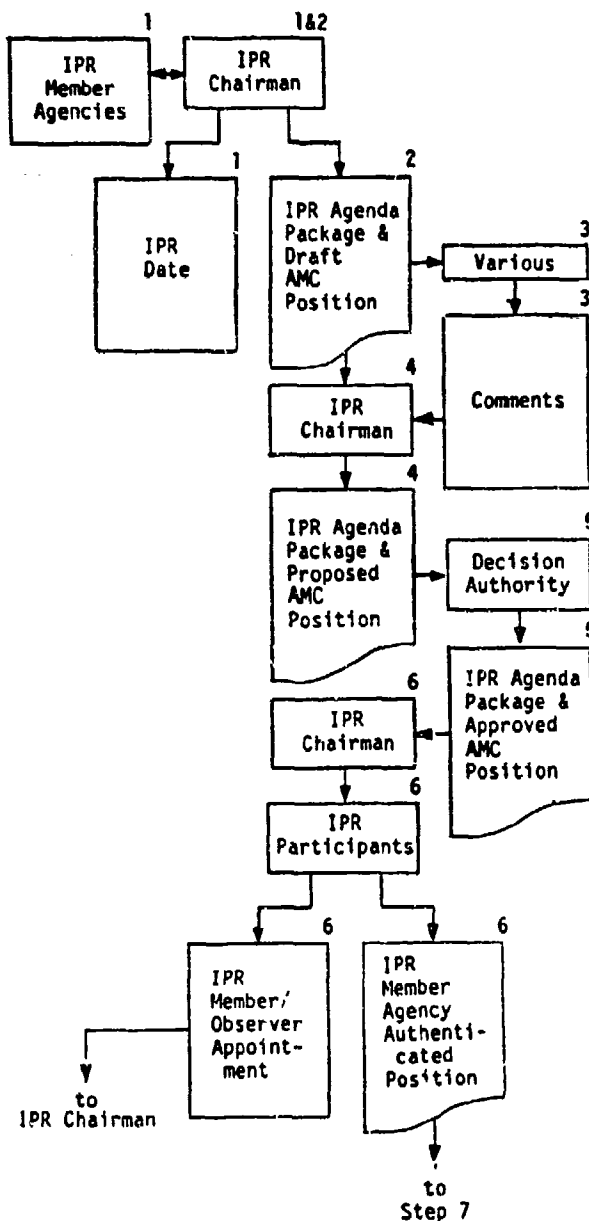 1
IPR
Member
Agencies
1&2
IPR
Chairman
1
IPR
Date
2
IPR Agenda
Package &
Draft
AMC
Position
3
Various
3
Comments
4
IPR
Chairman
4
IPR Agenda
Package &
Proposed
AMC
Position
Decision
Authority
IPR Agenda
Package &
Approved
AMC
Position
6
IPR
Chairman
6
IPR
Participants
6
IPR
Member/
Observer
Appoint-
ment
6
IPR
Member
Agency
Authenti-
cated
Position
to
IPR Chairman
to
Step 7